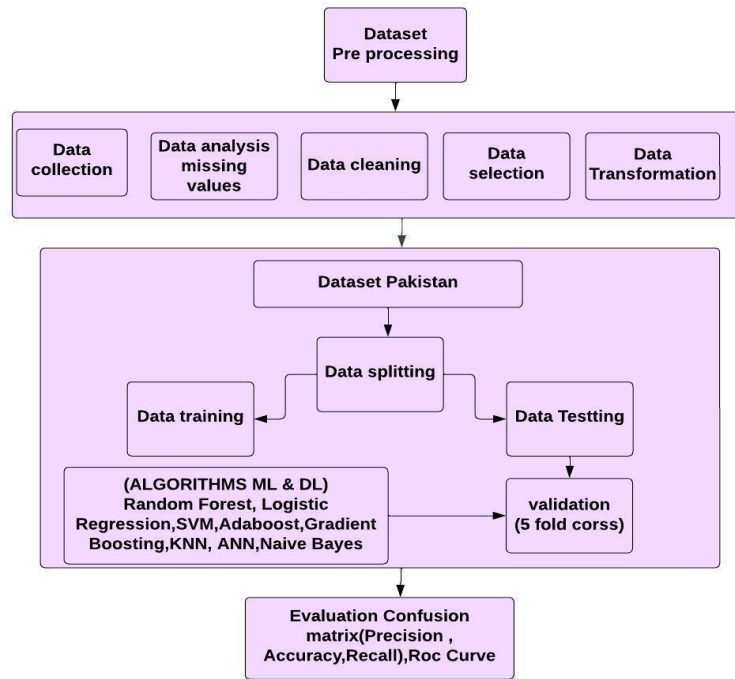 Dataset
Pre processing
Data
collection
Data analysis
missing
values
Data cleaning
Data
selection
Data
Transformation
Dataset Pakistan
Data splitting
Data training
Data Testting
(ALGORITHMS ML & DL)
Random Forest, Logistic
Regression,SVM,Adaboost,Gradient
Boosting,KNN, ANN,Naive Bayes
validation
(5 fold corss)
Evaluation Confusion
matrix(Precision ,
Accuracy,Recall),Roc Curve